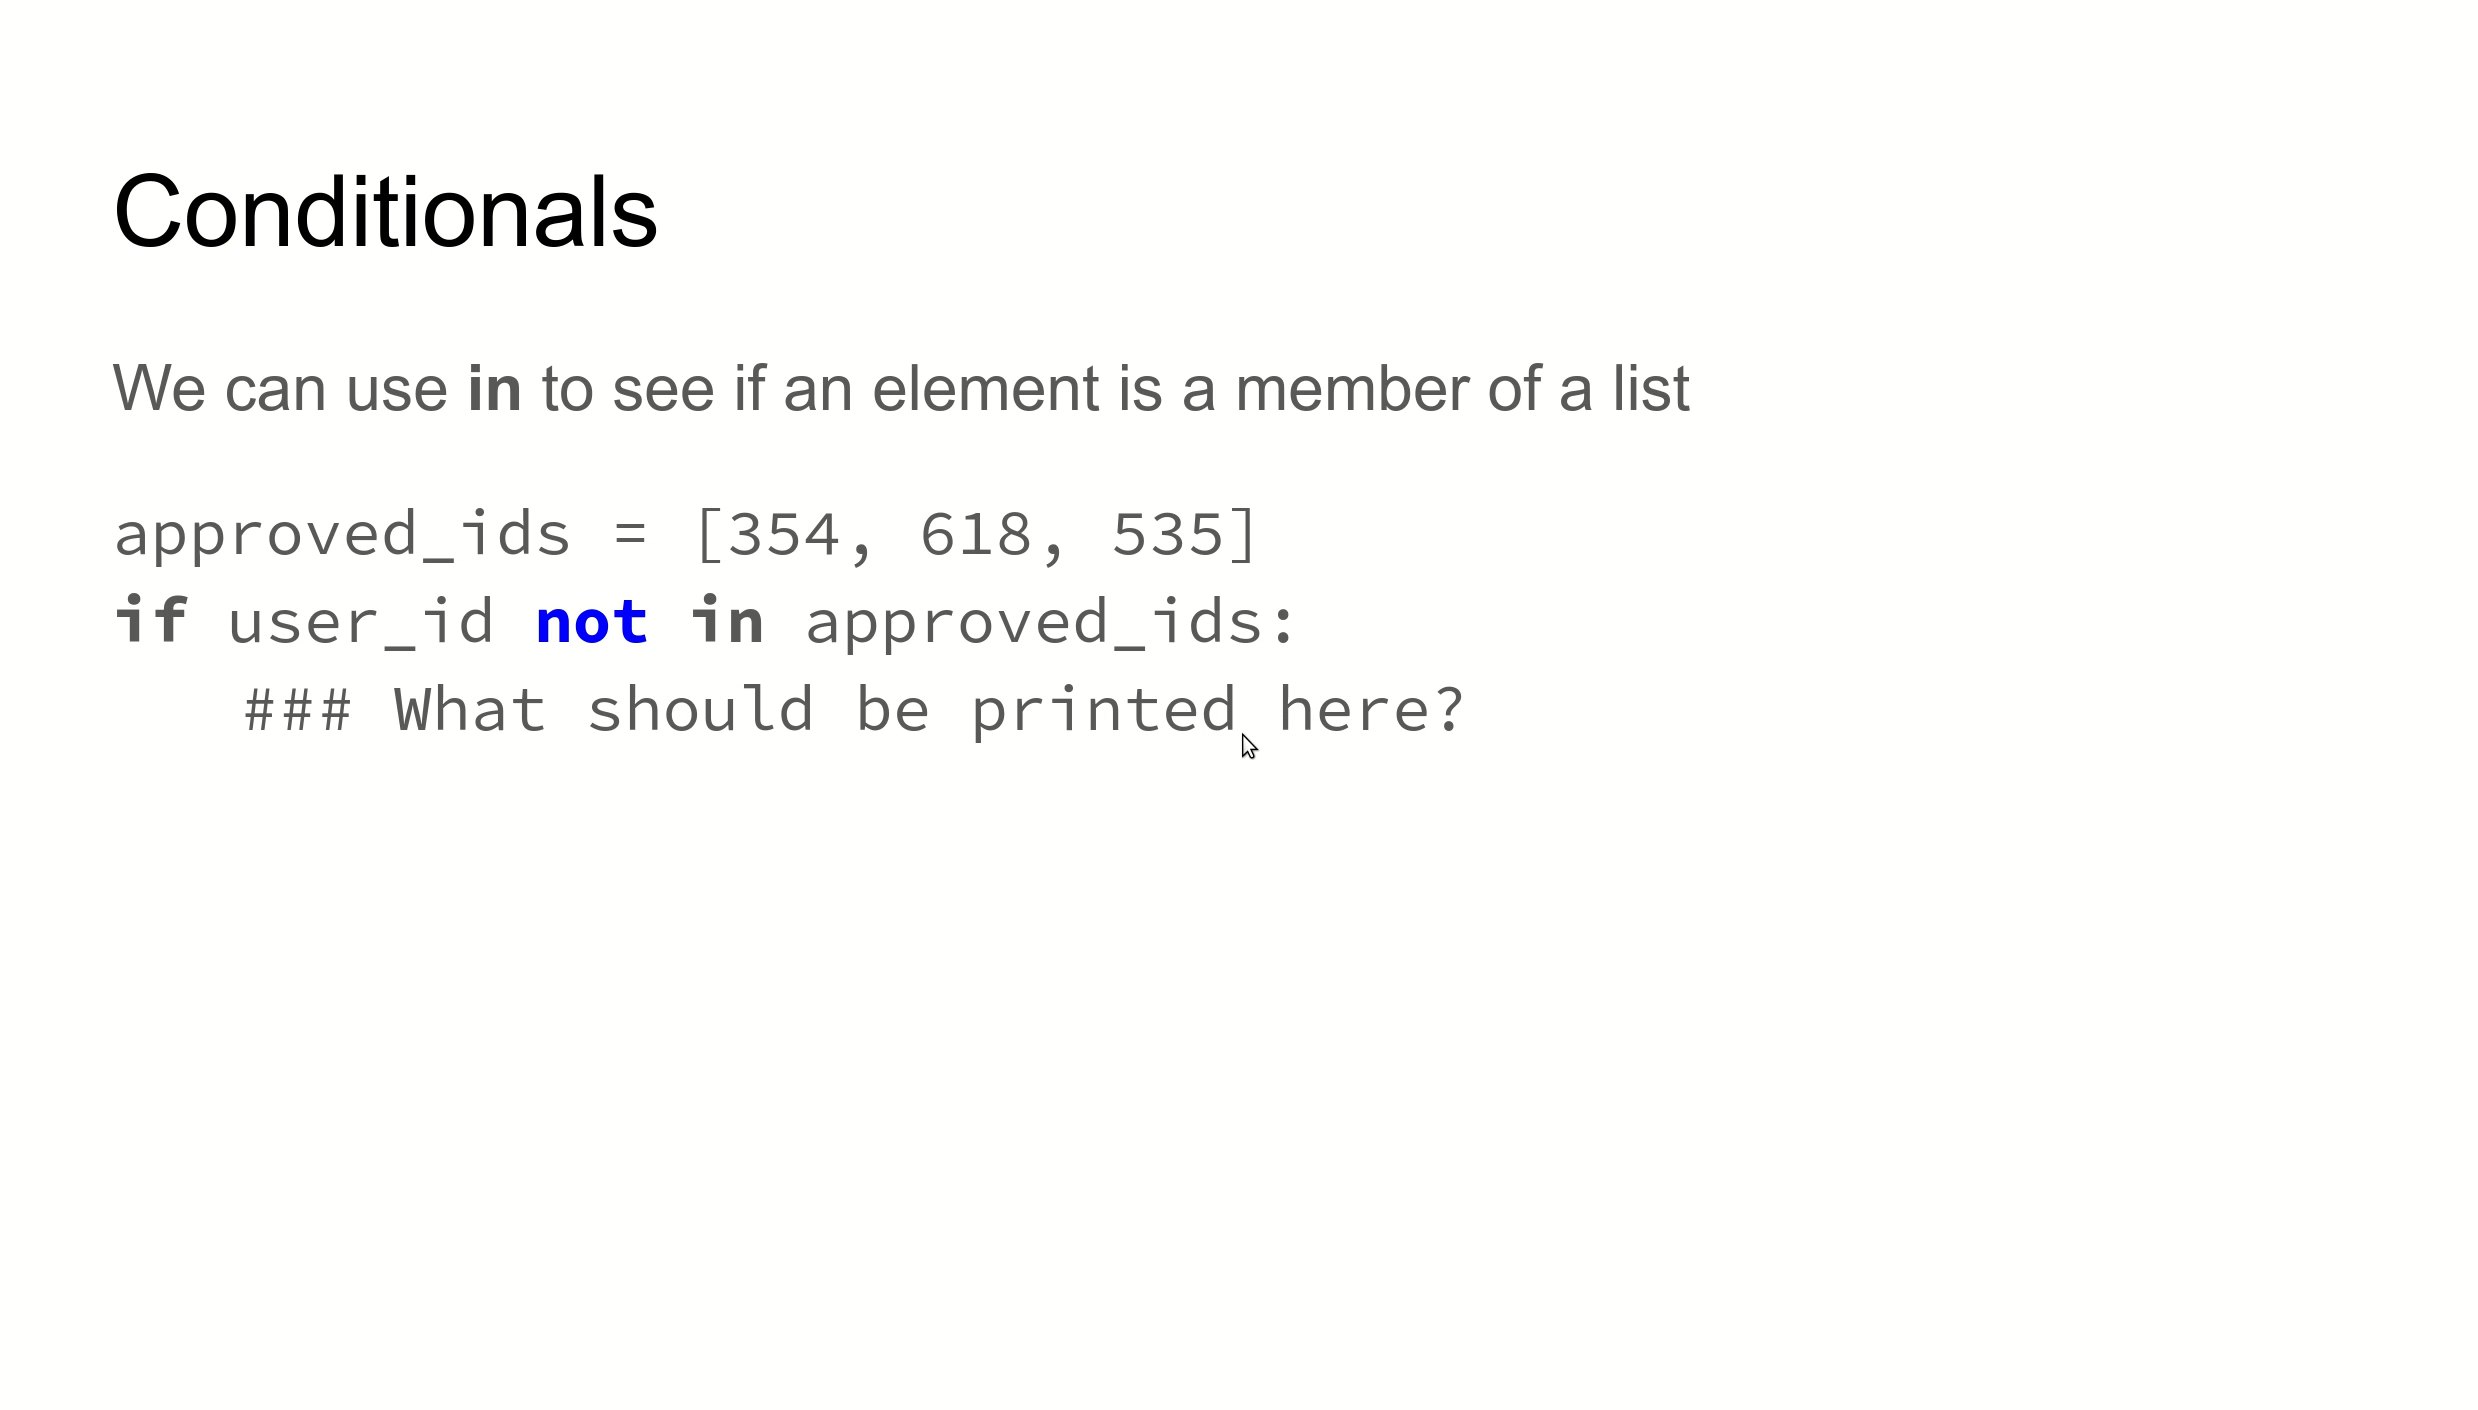 Conditionals
We can use in to see if an element is a member of a list
approved_ids = [354, 618, 535]
if user_id not in approved_ids:
    ### What should be printed here?